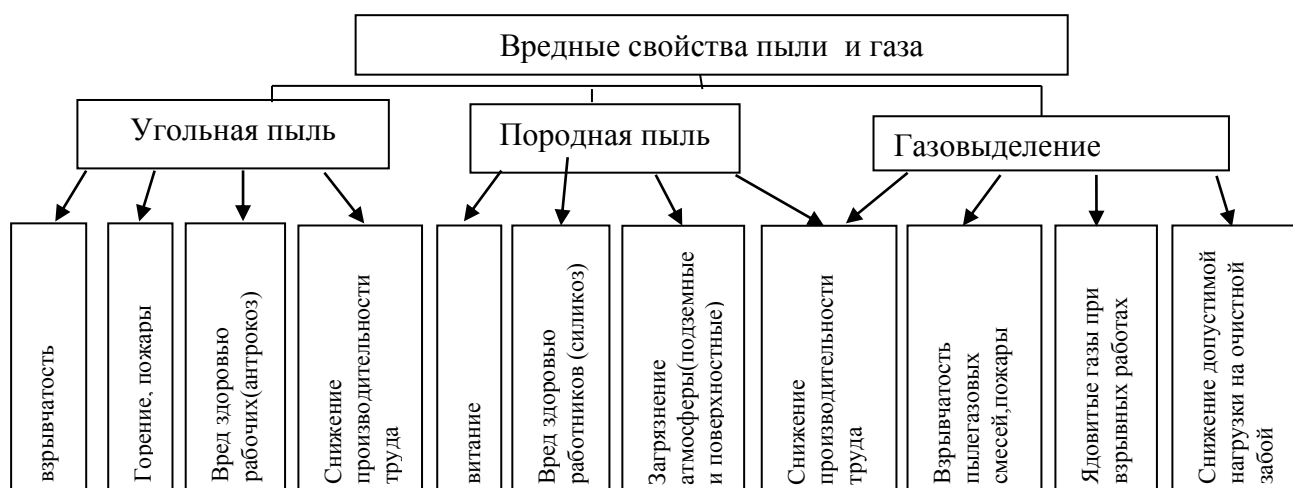 Вредные свойства пыли и газа
Угольная пыль
Породная пыль
Газовыделение
взрывчатость
Горение, пожары
Вред здоровью
рабочих(антрокоз)
Снижение
производительности
труда
витание
Вред здоровью
работников (силикоз)
Загрязнение
атмосферы(подземные
и поверхностные)
Снижение
производительности
труда
Взрывчатость
пылегазовых
смесей,пожары
Ядовитые газы при
взрывных работах
Снижение допустимой
нагрузки на очистной
забой